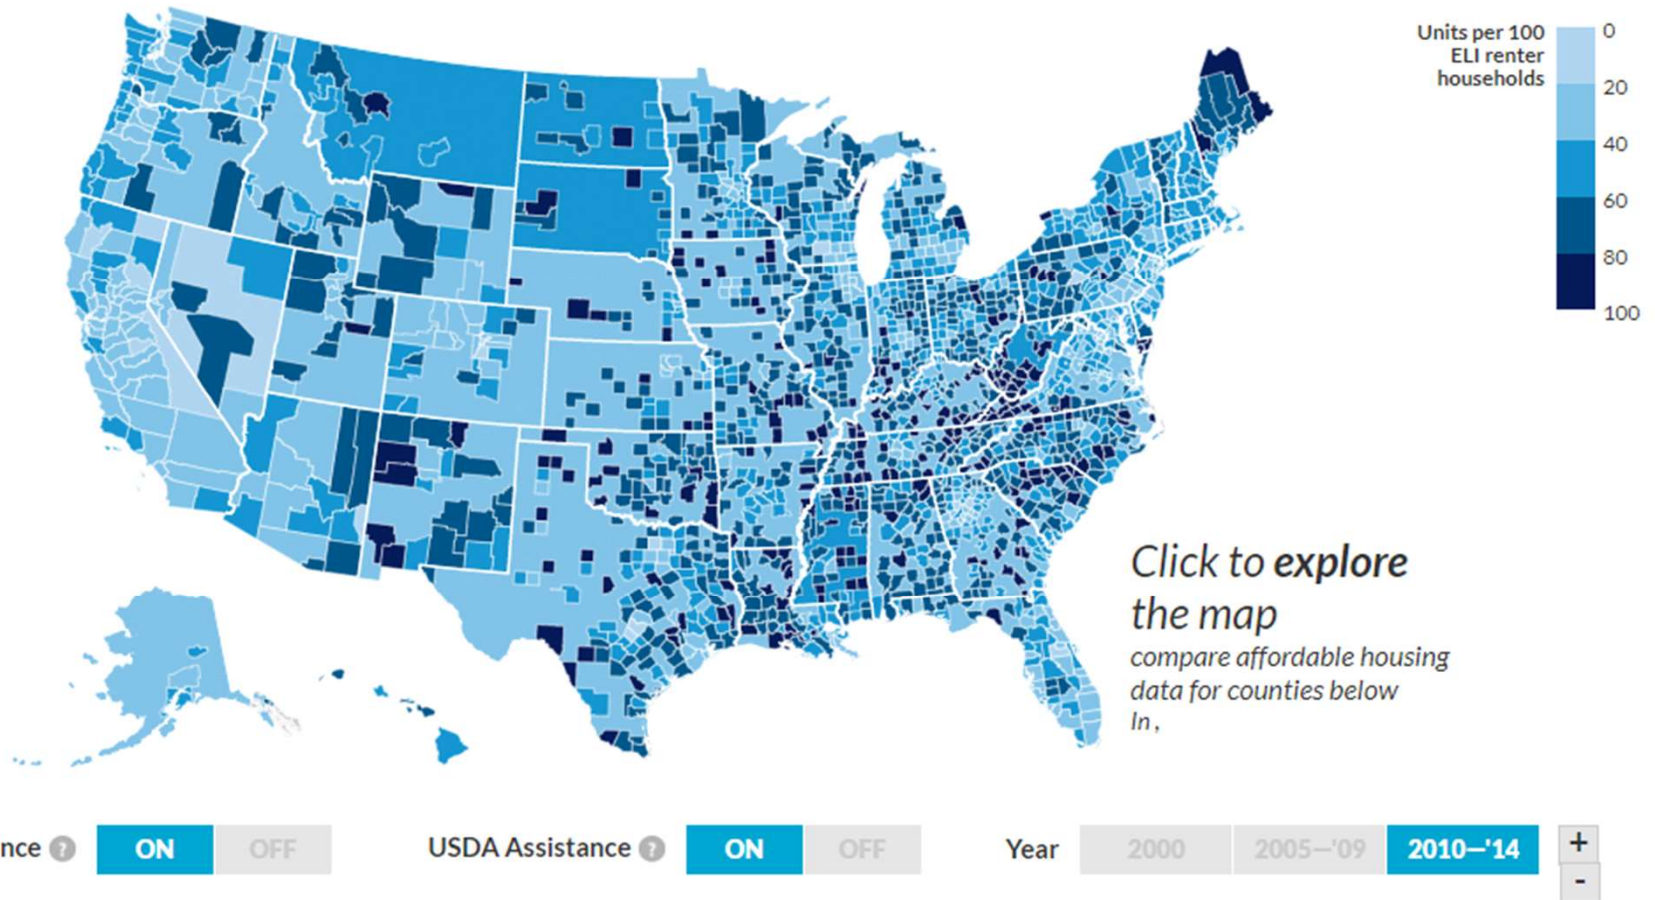 Units per 100
ELI renter
households
0
20
40
60
80
100
Click to explore
the map
compare affordable housing
data for counties below
In ,
nce ? ON OFF USDA Assistance ? ON OFF Year 2000 2005—'09 2010—'14 +
-